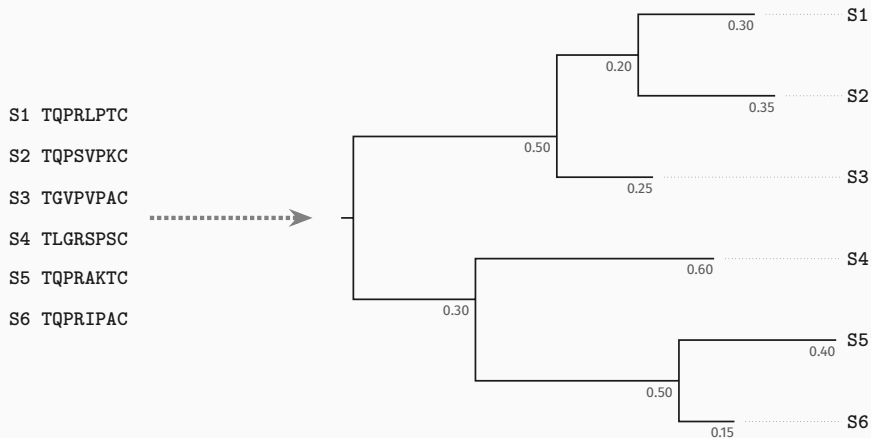 S1 TQPRLPTC
S2 TQPSVPKC
S3 TGVPVPAC
S4 TLGRSPSC
S5 TQPRAKTC
S6 TQPRIPAC
S1
0.30
0.20
S2
0.35
0.50
S3
0.25
S4
0.60
0.30
S5
0.40
0.50
S6
0.15